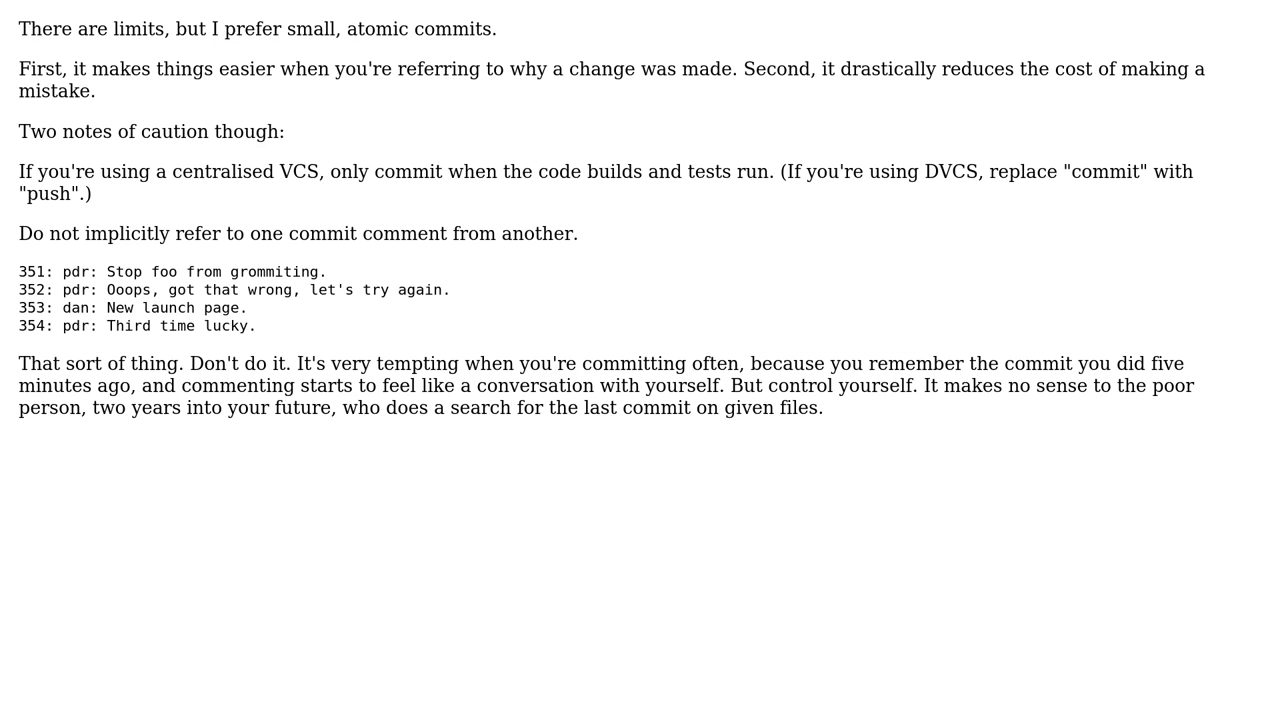 There are limits, but I prefer small, atomic commits.
First, it makes things easier when you're referring to why a change was made. Second, it drastically reduces the cost of making a
mistake.
Two notes of caution though:
If you're using a centralised VCS, only commit when the code builds and tests run. (If you're using DVCS, replace "commit" with
"push".)
Do not implicitly refer to one commit comment from another.
351: pdr: Stop foo from grommiting.
352: pdr: Ooops, got that wrong, let's try again.
353: dan: New launch page.
354: pdr: Third time lucky.
That sort of thing. Don't do it. It's very tempting when you're committing often, because you remember the commit you did five
minutes ago, and commenting starts to feel like a conversation with yourself. But control yourself. It makes no sense to the poor
person, two years into your future, who does a search for the last commit on given files.